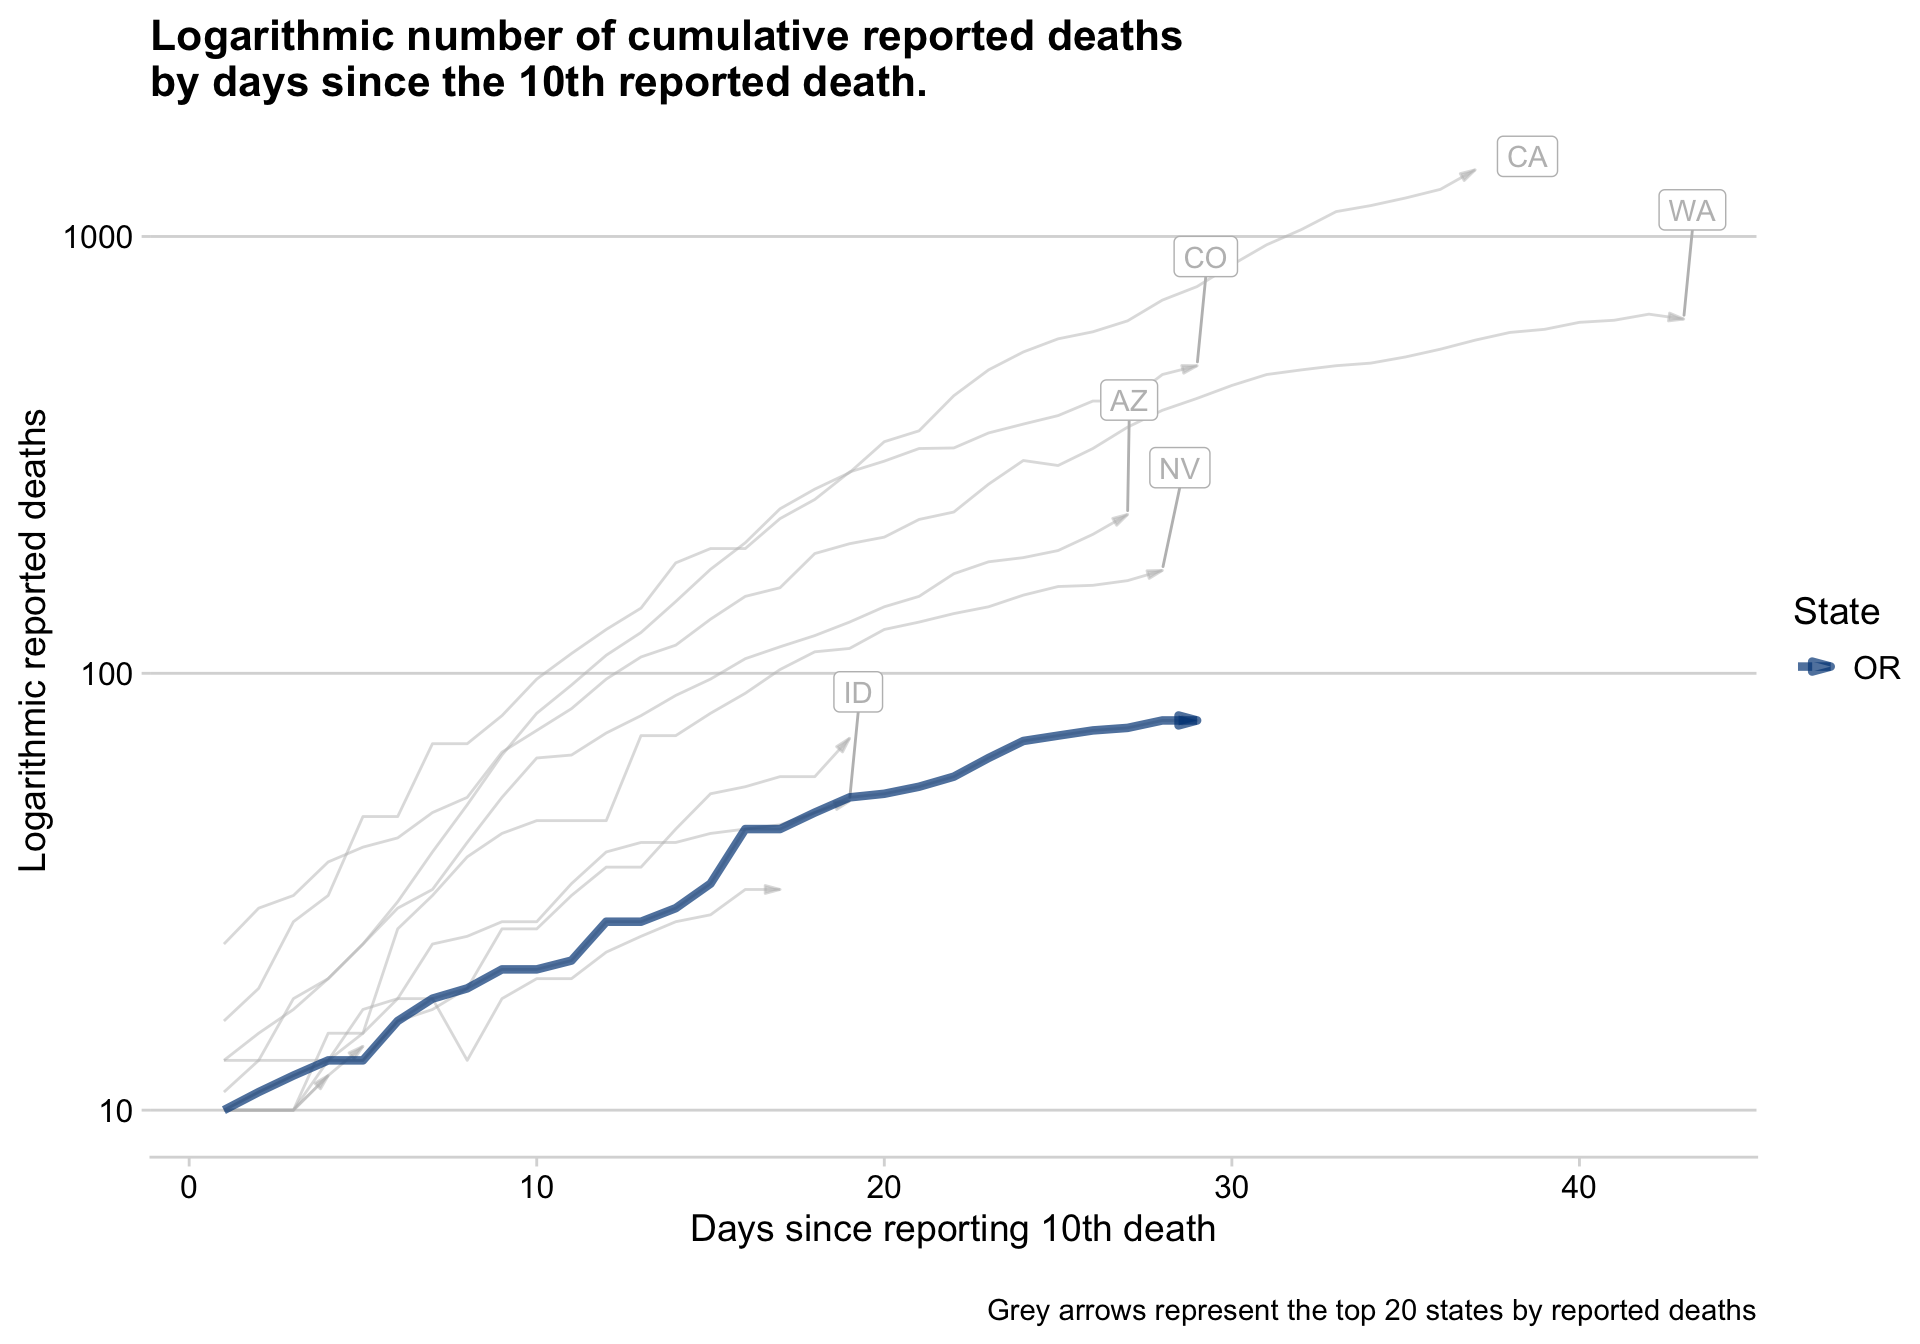 Logarithmic number of cumulative reported deaths
by days since the 10th reported death.
CA
WA
1000
CO
AZ
NV
Logarithmic reported deaths
State
OR
100
ID
10
0 10 20 30 40
Days since reporting 10th death
Grey arrows represent the top 20 states by reported deaths